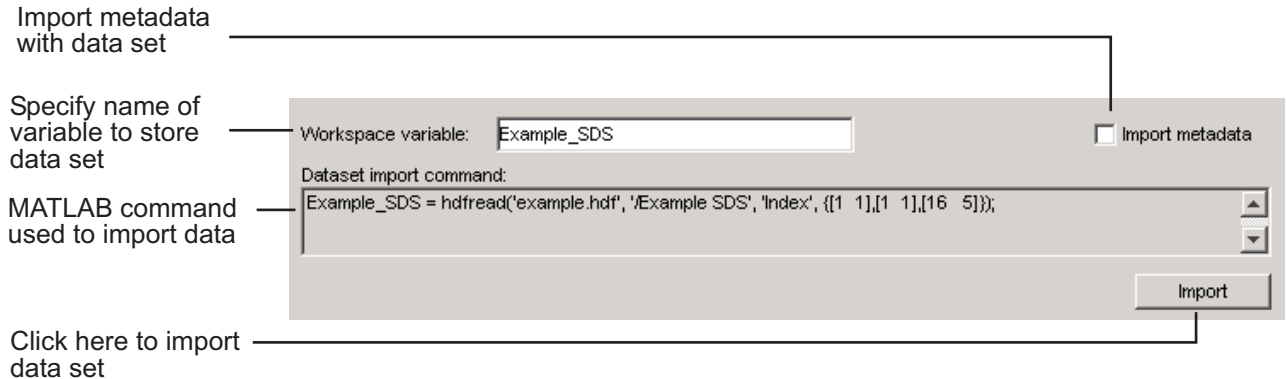 Import metadata
with data set
Specify name of
variable to store
data set
Workspace variable: Example_SDS Import metadata
Dataset import command:
MATLAB command
used to import data
Example_SDS = hdfread('example.hdf', '/Example SDS', 'Index', {[1  1],[1  1],[16  5]});
Import
Click here to import
data set